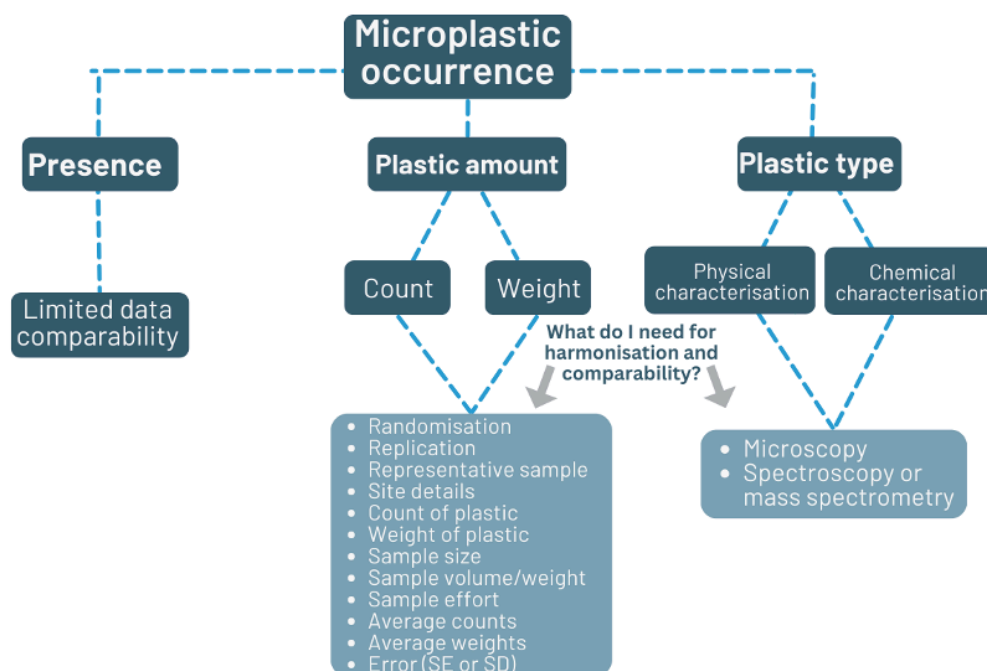 Microplastic
occurrence
Presence
Plastic amount
Plastic type
Limited data
comparability
Count
Weight
Physical
characterisation
Chemical
characterisation
What do I need for
harmonisation and
comparability?
• Randomisation
• Replication
• Representative sample
• Site details
• Count of plastic
• Weight of plastic
• Sample size
• Sample volume/weight
• Sample effort
• Average counts
• Average weights
• Error (SE or SD)
• Microscopy
• Spectroscopy or
mass spectrometry